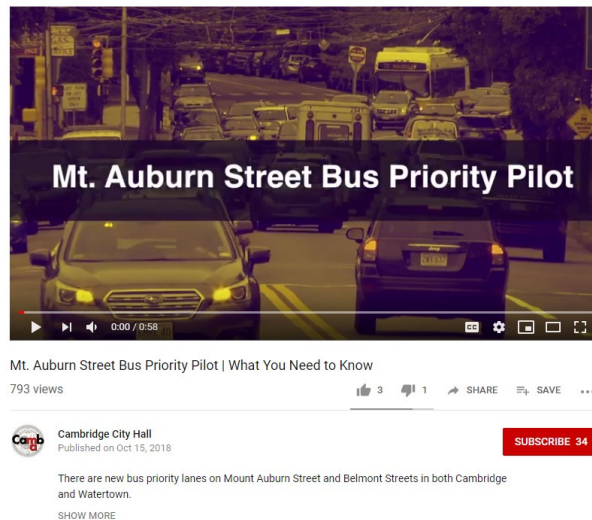 Mt. Auburn Street Bus Priority Pilot
0:00 / 0:58
CC
Mt. Auburn Street Bus Priority Pilot | What You Need to Know
793 views
3
1
SHARE
SAVE
Camb
Cambridge City Hall
Published on Oct 15, 2018
SUBSCRIBE 34
There are new bus priority lanes on Mount Auburn Street and Belmont Streets in both Cambridge
and Watertown.
SHOW MORE